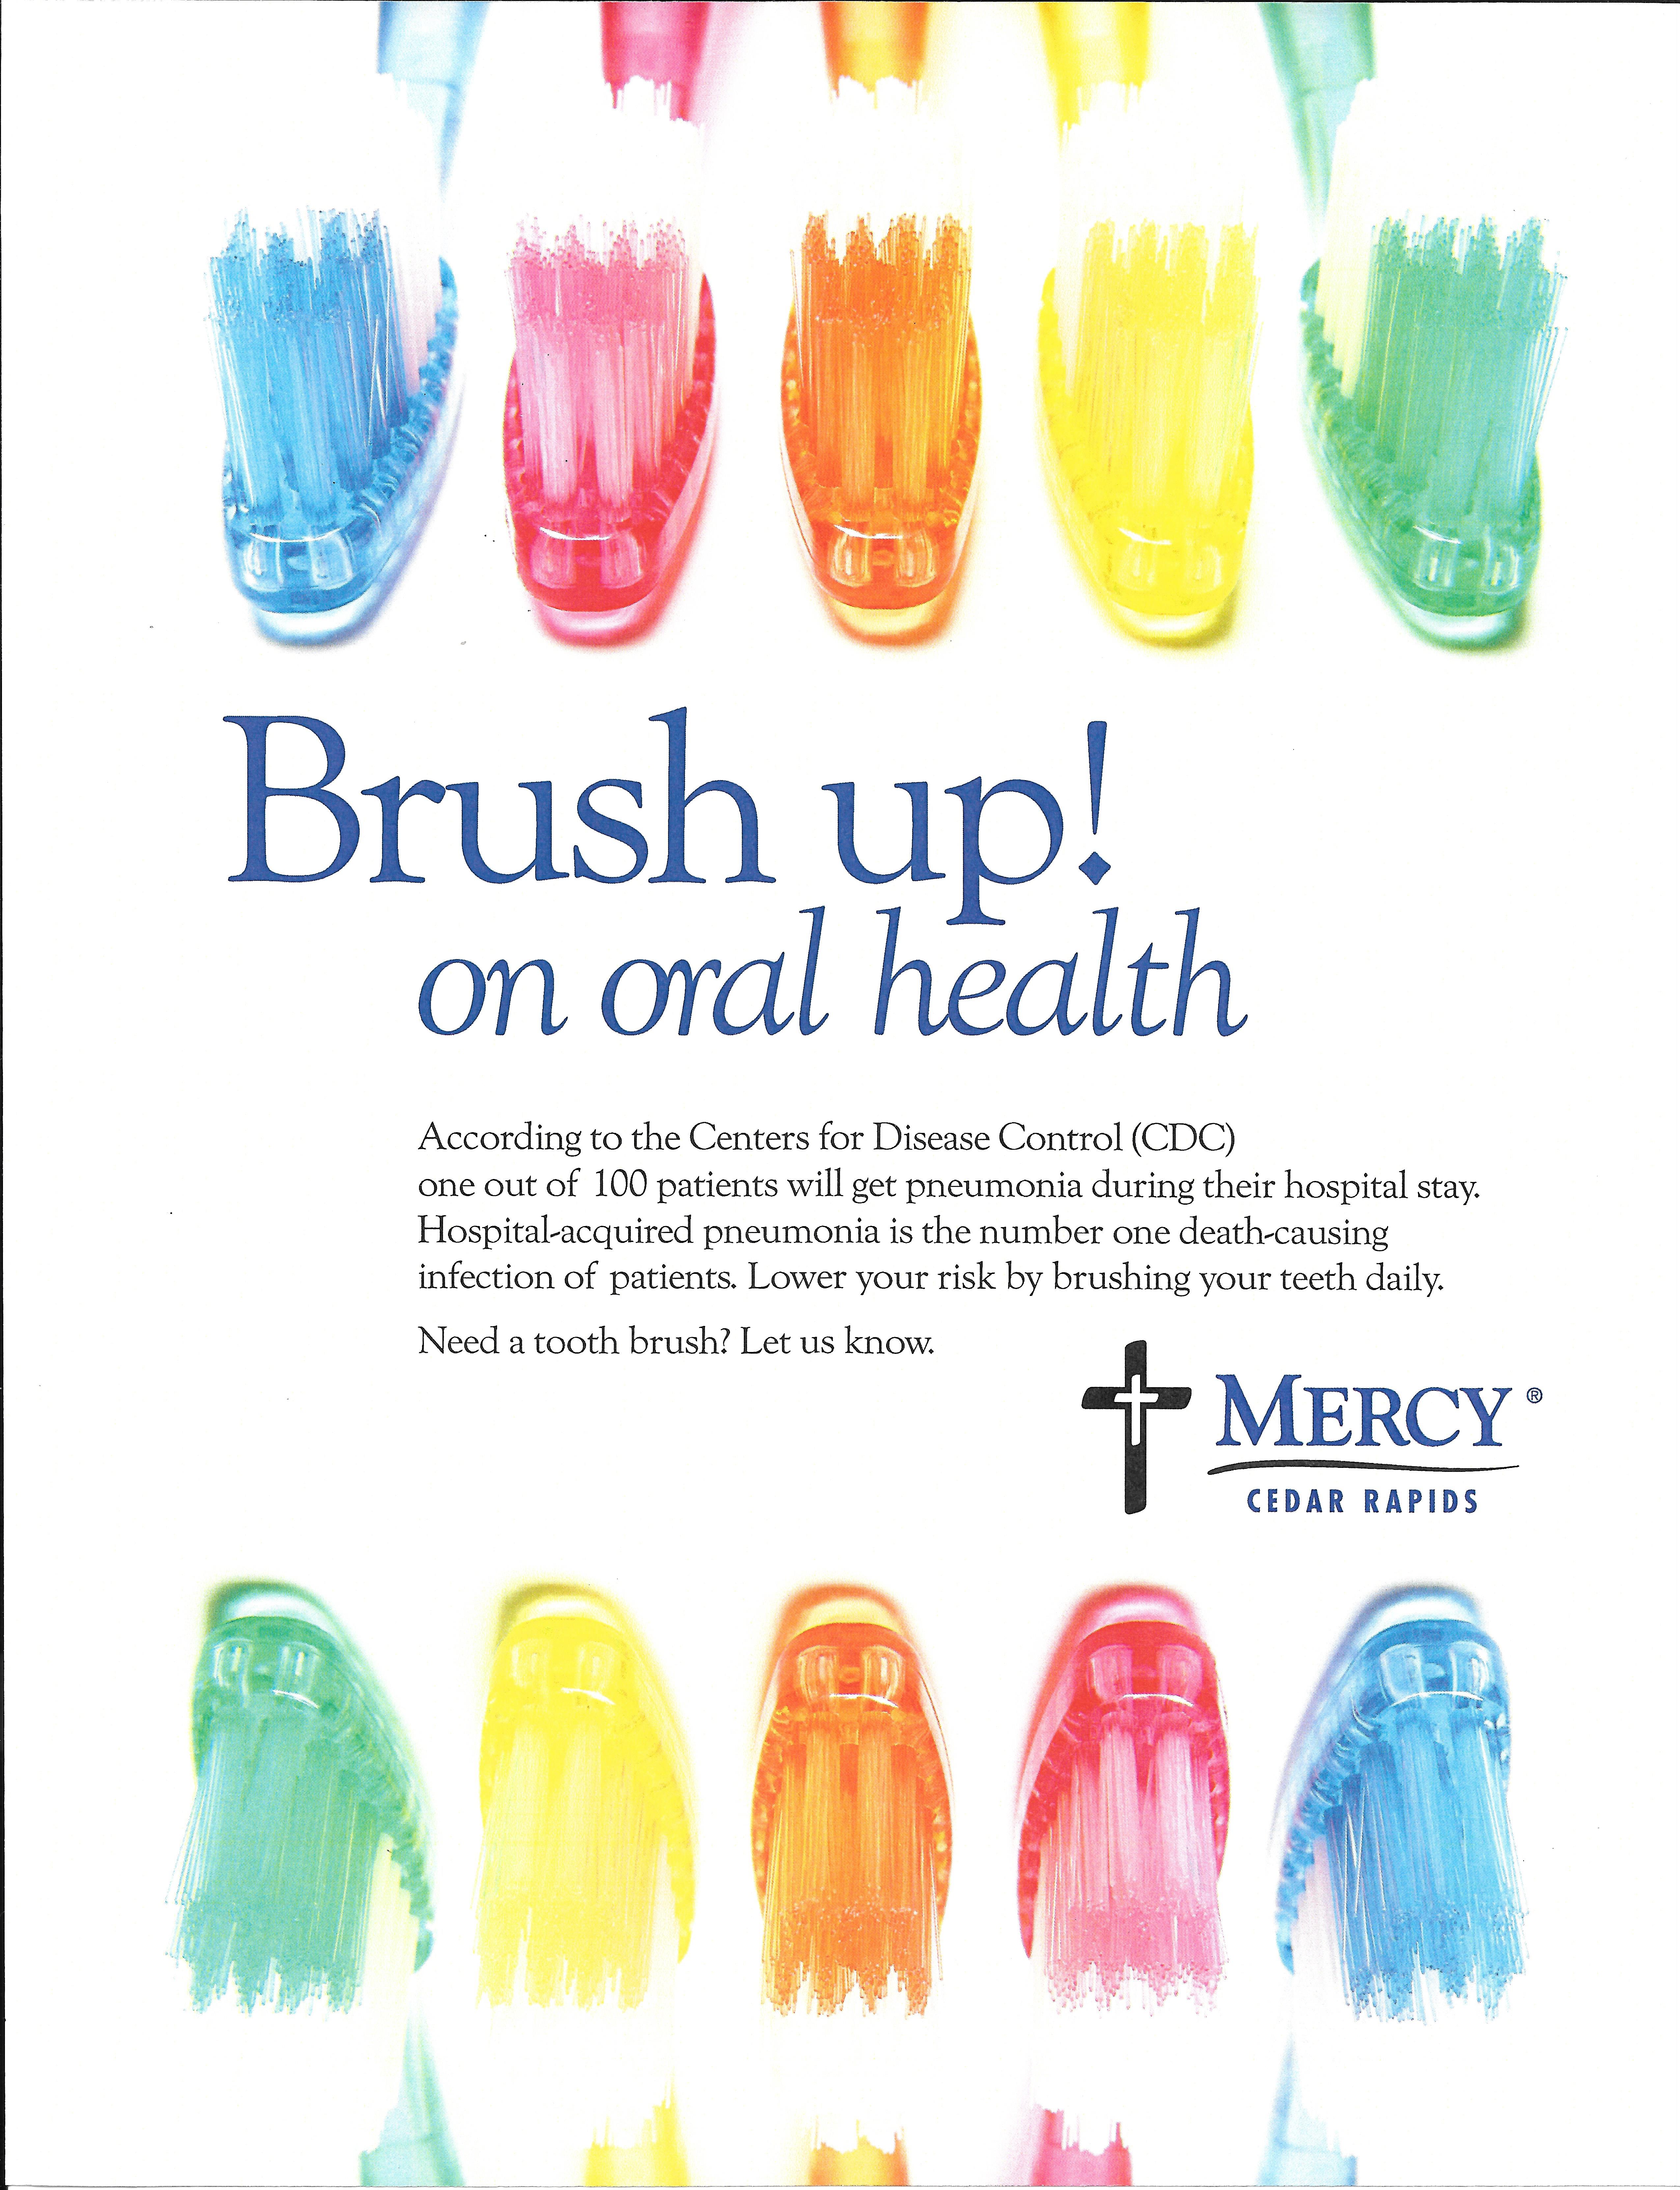 Brush up!
on oral health
According to the Centers for Disease Control (CDC)
one out of 100 patients will get pneumonia during their hospital stay.
Hospital-acquired pneumonia is the number one death-causing
infection of patients. Lower your risk by brushing your teeth daily.
Need a tooth brush? Let us know.
MERCY ®
CEDAR RAPIDS